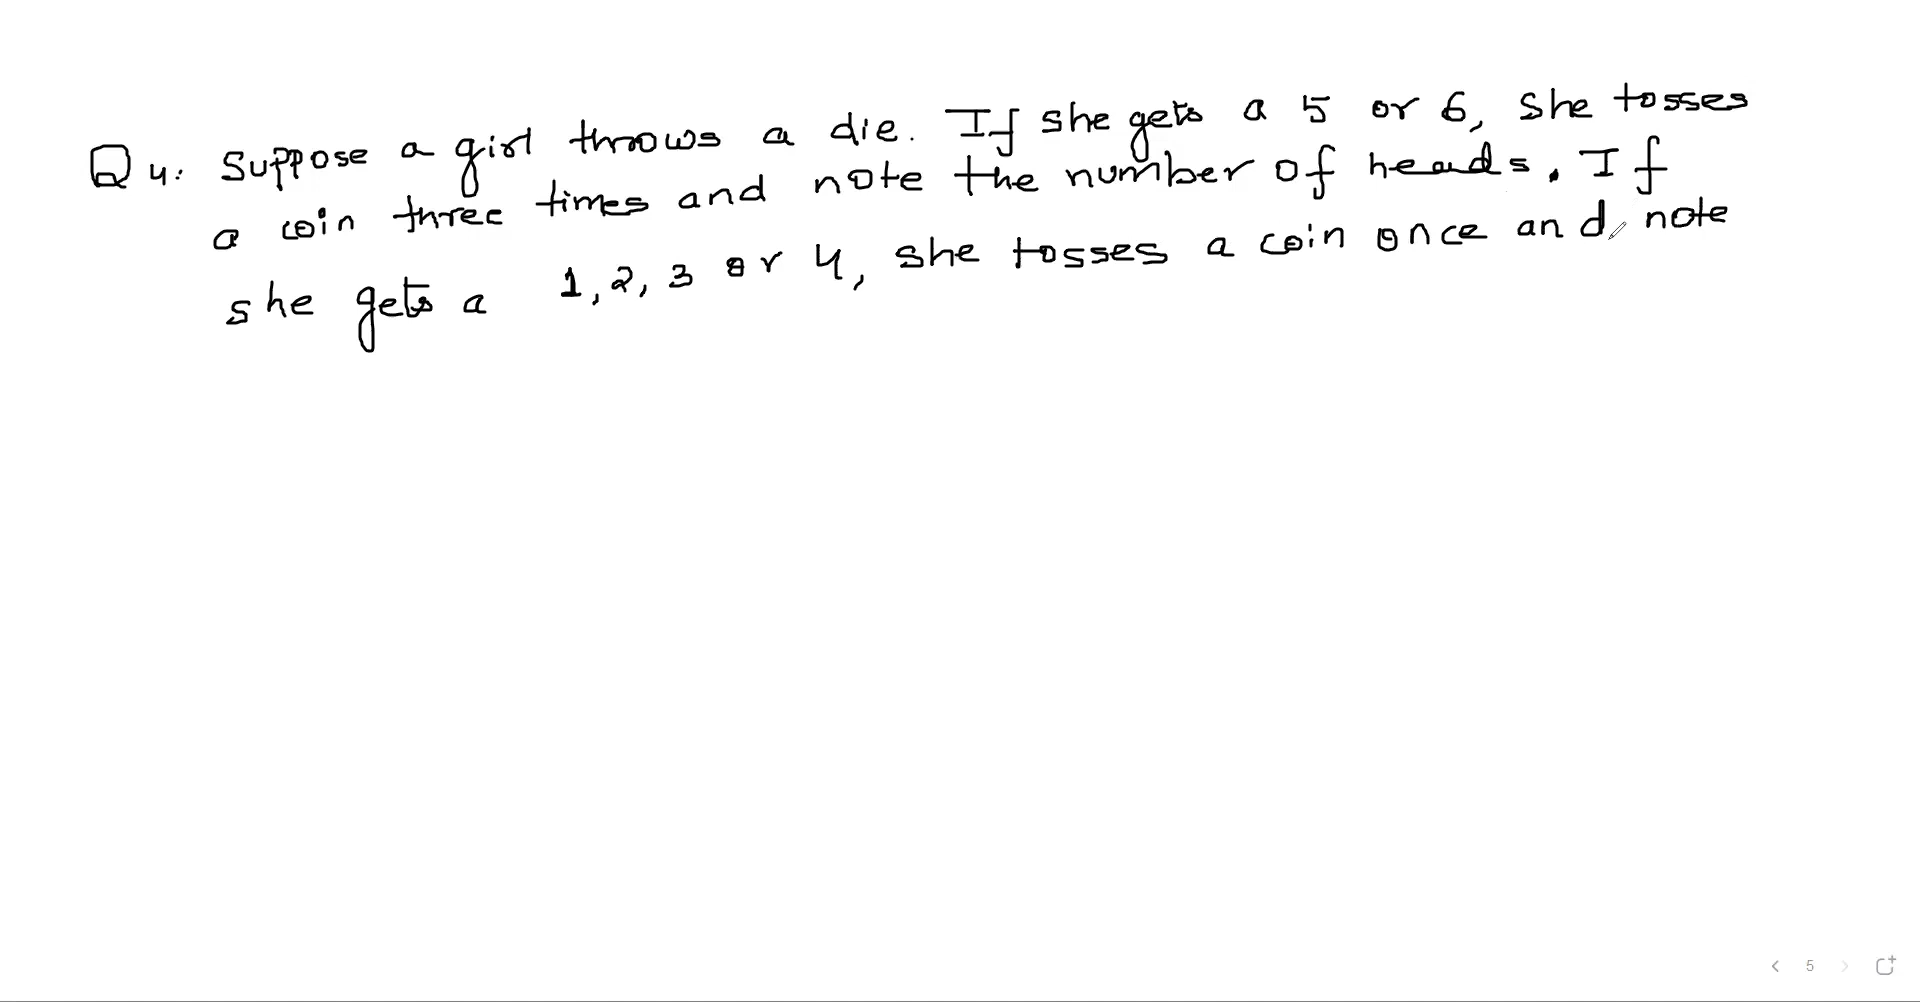 Q 4. Suppose a girl throws a die. If she gets a 5 or 6, she tosses
a coin three times and note the number of heads. If
she gets a 1, 2, 3 or 4, she tosses a coin once and note
5